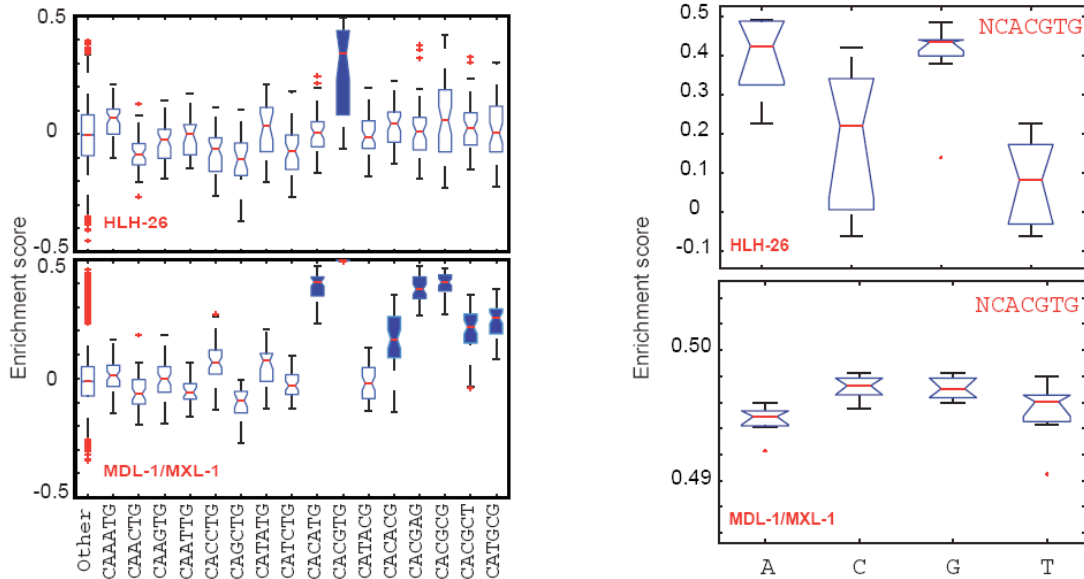 Enrichment score
0.5
0
-0.5
HLH-26
0.5
0
-0.5
MDL-1/MXL-1
Other
CAAATG
CAACTG
CAAGTG
CAATTG
CACCTG
CAGCTG
CATATG
CATCTG
CACATG
CACGTG
CATACG
CACACG
CACGAG
CACGCG
CACGCT
CATGCG
Enrichment score
0.5
0.4
0.3
0.2
0.1
0
-0.1
NCACGTG
HLH-26
0.50
0.49
NCACGTG
MDL-1/MXL-1
A C G T